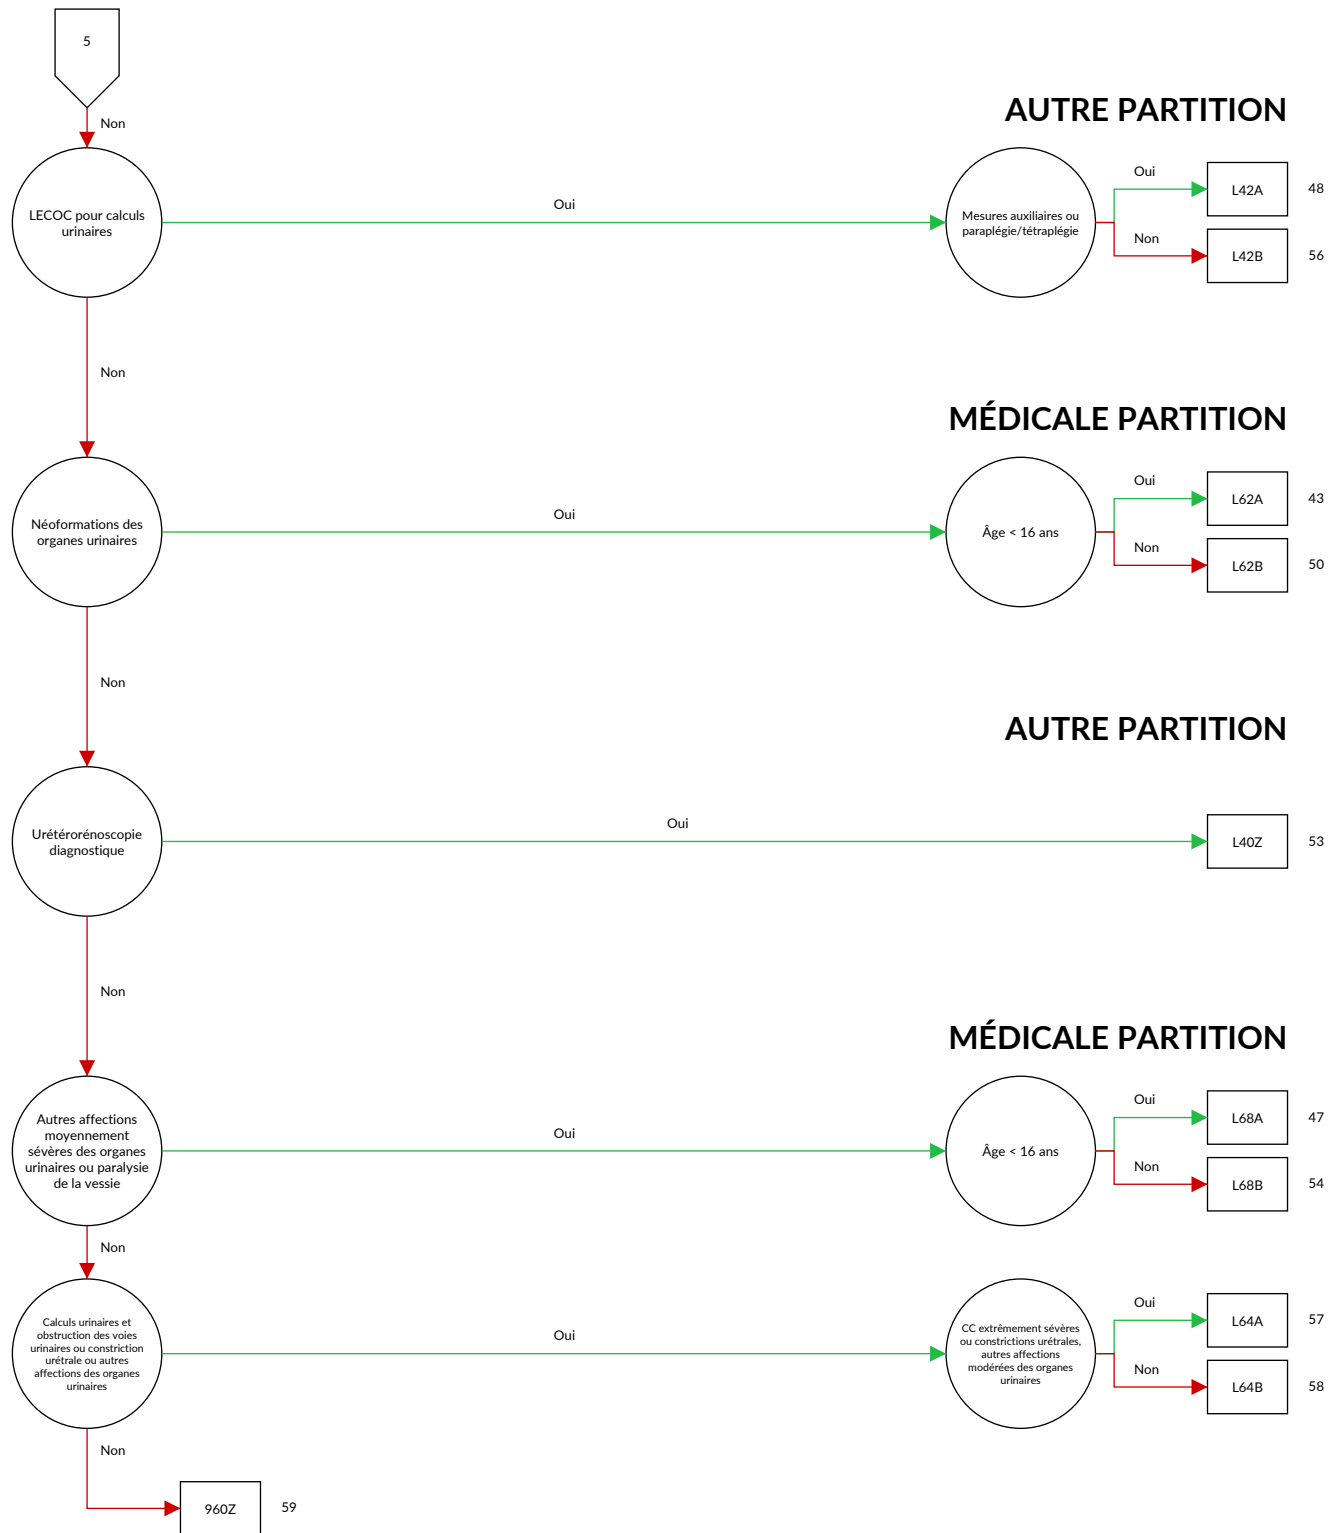 5
Non
AUTRE PARTITION
LECOC pour calculs
urinaires
Oui
Mesures auxiliaires ou
paraplégie/tétraplégie
Oui
L42A
48
Non
L42B
56
Non
MÉDICALE PARTITION
Néoformations des
organes urinaires
Oui
Âge < 16 ans
Oui
L62A
43
Non
L62B
50
Non
AUTRE PARTITION
Urétérorénoscopie
diagnostique
Oui
L40Z
53
Non
MÉDICALE PARTITION
Autres affections
moyennement
sévères des organes
urinaires ou paralysie
de la vessie
Oui
Âge < 16 ans
Oui
L68A
47
Non
L68B
54
Non
Calculs urinaires et
obstruction des voies
urinaires ou constriction
urétrale ou autres
affections des organes
urinaires
Oui
CC extrêmement sévères
ou constrictions urétrales,
autres affections
modérées des organes
urinaires
Oui
L64A
57
Non
L64B
58
Non
960Z
59